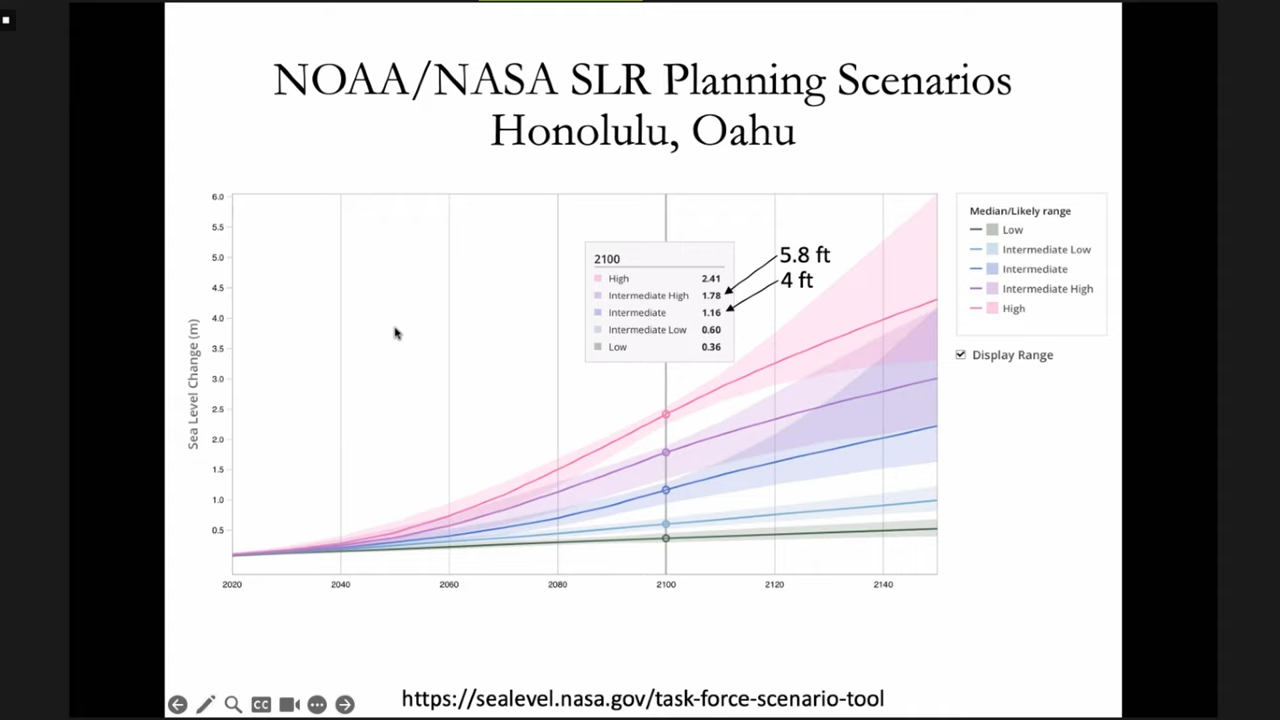 NOAA/NASA SLR Planning Scenarios
Honolulu, Oahu
Sea Level Change (m)
6.0
5.5
5.0
4.5
4.0
3.5
3.0
2.5
2.0
1.5
1.0
0.5
2020 2040 2060 2080 2100 2120 2140
2100
High 2.41
Intermediate High 1.78
Intermediate 1.16
Intermediate Low 0.60
Low 0.36
5.8 ft
4 ft
Median/Likely range
Low
Intermediate Low
Intermediate
Intermediate High
High
Display Range
CC
https://sealevel.nasa.gov/task-force-scenario-tool